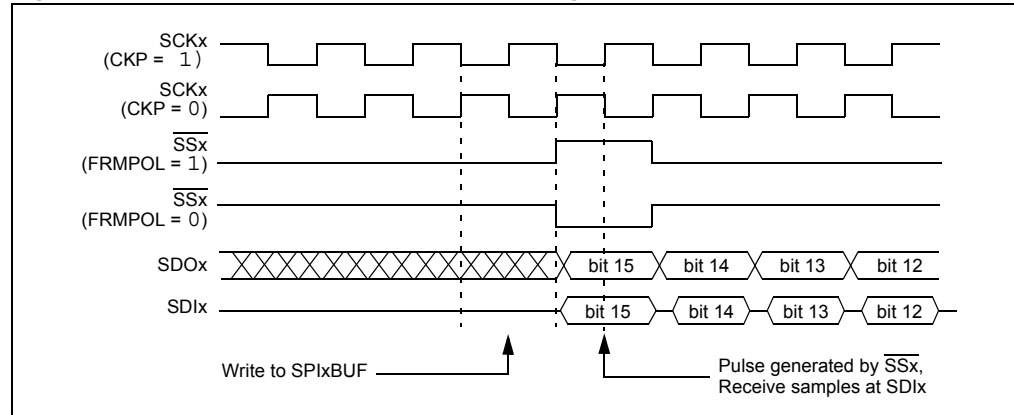 SCKx
(CKP = 1)
SCKx
(CKP = 0)
SSx
(FRMPOL = 1)
SSx
(FRMPOL = 0)
SDOx
bit 15
bit 14
bit 13
bit 12
SDIx
bit 15
bit 14
bit 13
bit 12
Write to SPIxBUF
Pulse generated by SSx,
Receive samples at SDIx